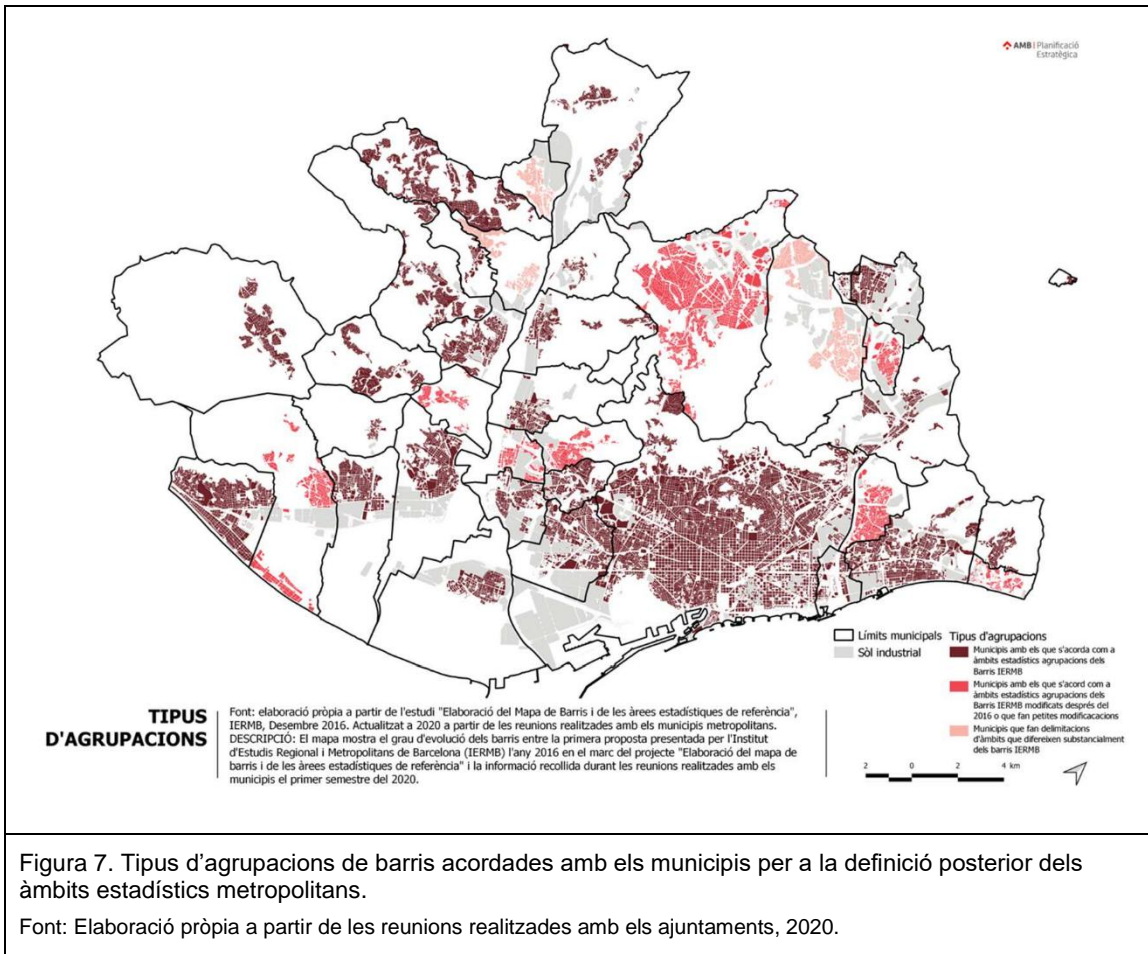 AMB | Planificació
Estratègica
Límits municipals
Sòl industrial
Tipus d'agrupacions
Municipis amb els que s'acorda com a
àmbits estadístics agrupacions dels
Barris IERMB
Municipis amb els que s'acord com a
àmbits estadístics agrupacions dels
Barris IERMB modificats després del
2016 o que fan petites modificacacions
Municipis que fan delimitacions
d'àmbits que difereixen substancialment
dels barris IERMB
2 0 2 4 km
TIPUS
D'AGRUPACIONS
Font: elaboració pròpia a partir de l'estudi "Elaboració del Mapa de Barris i de les àrees estadístiques de referència",
IERMB, Desembre 2016. Actualitzat a 2020 a partir de les reunions realitzades amb els municipis metropolitans.
DESCRIPCIÓ: El mapa mostra el grau d'evolució dels barris entre la primera proposta presentada per l'Institut
d'Estudis Regional i Metropolitans de Barcelona (IERMB) l'any 2016 en el marc del projecte "Elaboració del mapa de
barris i de les àrees estadístiques de referència" i la informació recollida durant les reunions realitzades amb els
municipis el primer semestre del 2020.
Figura 7. Tipus d'agrupacions de barris acordades amb els municipis per a la definició posterior dels
àmbits estadístics metropolitans.
Font: Elaboració pròpia a partir de les reunions realitzades amb els ajuntaments, 2020.